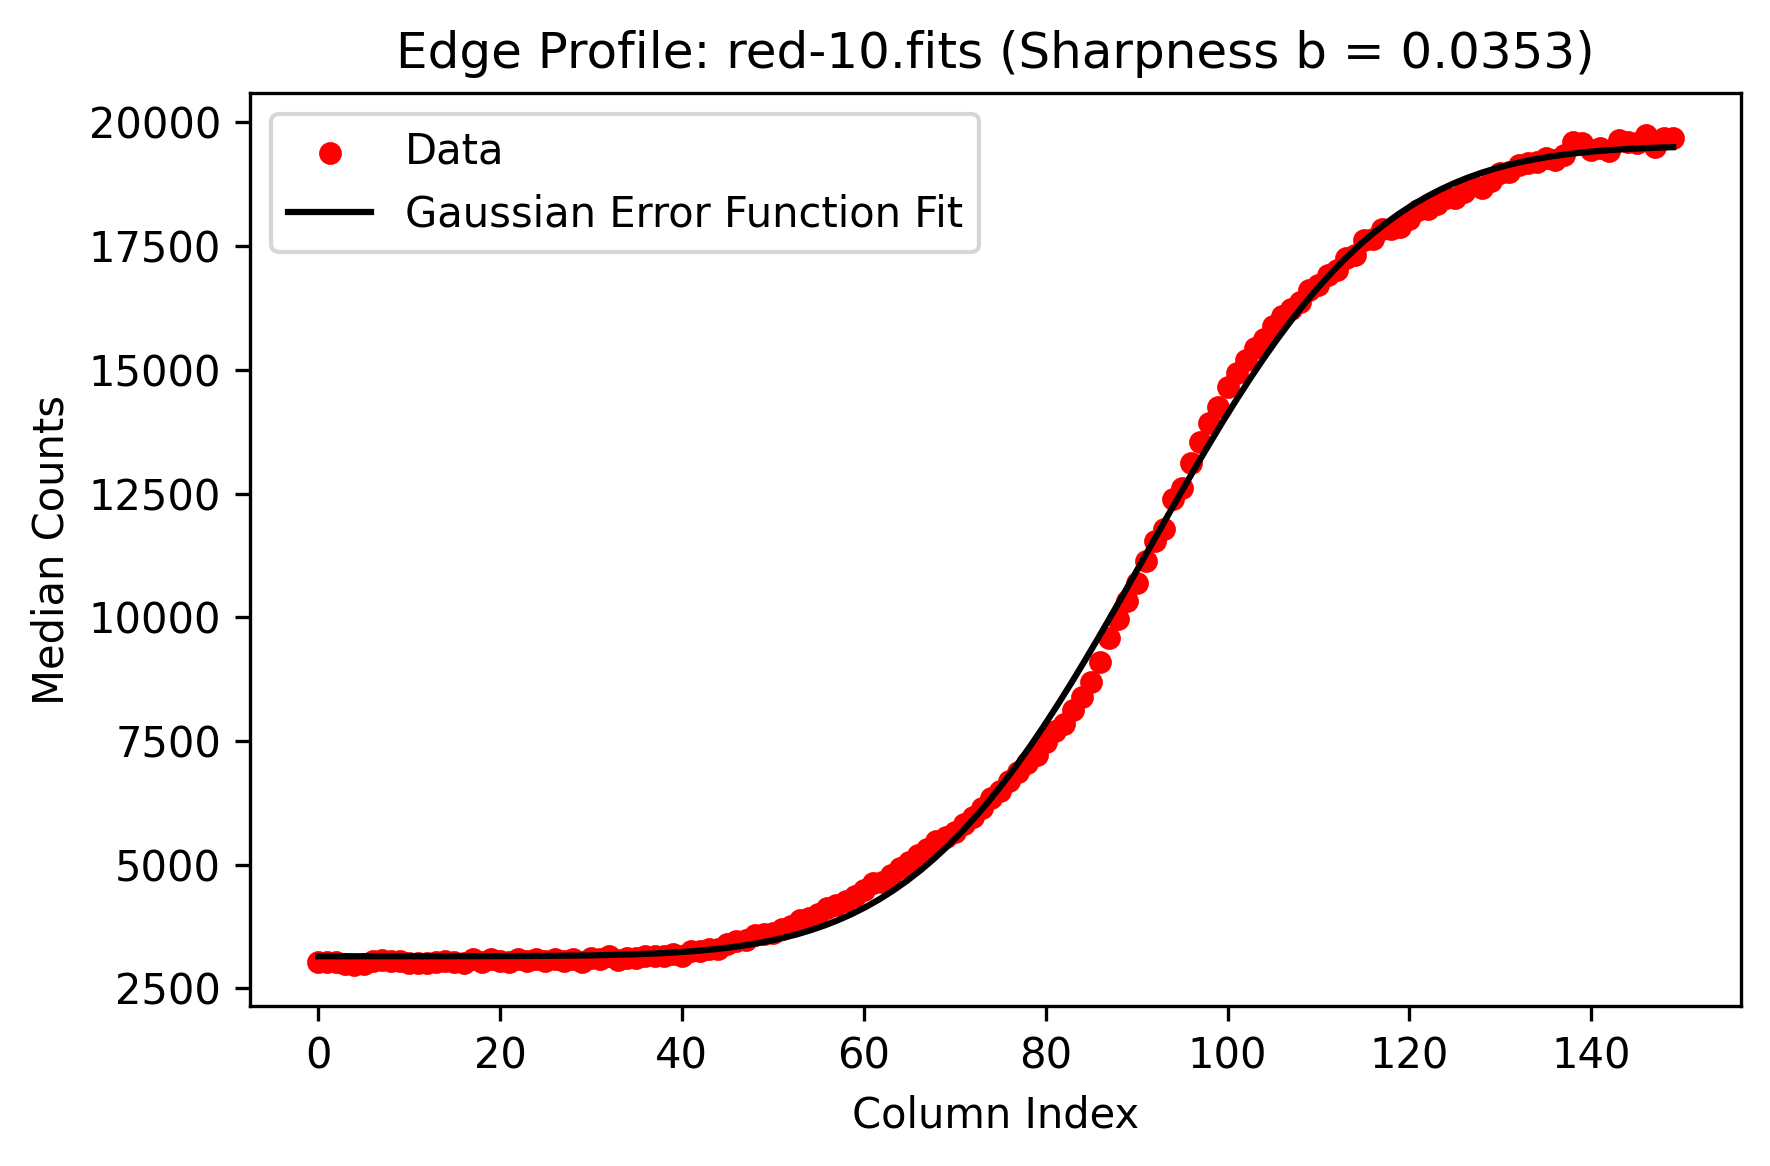 Edge Profile: red-10.fits (Sharpness b = 0.0353)
Data
Gaussian Error Function Fit
20000
17500
15000
12500
10000
7500
5000
2500
Median Counts
0 20 40 60 80 100 120 140
Column Index